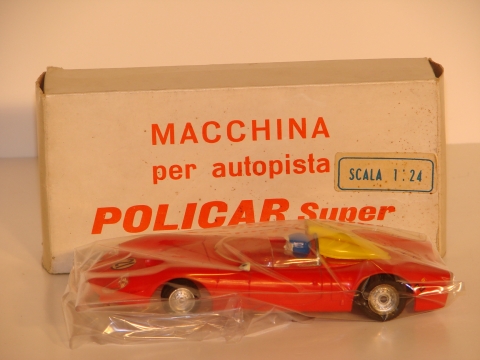 MACCHINA
per autopista
SCALA 1:24
POLICAR Super